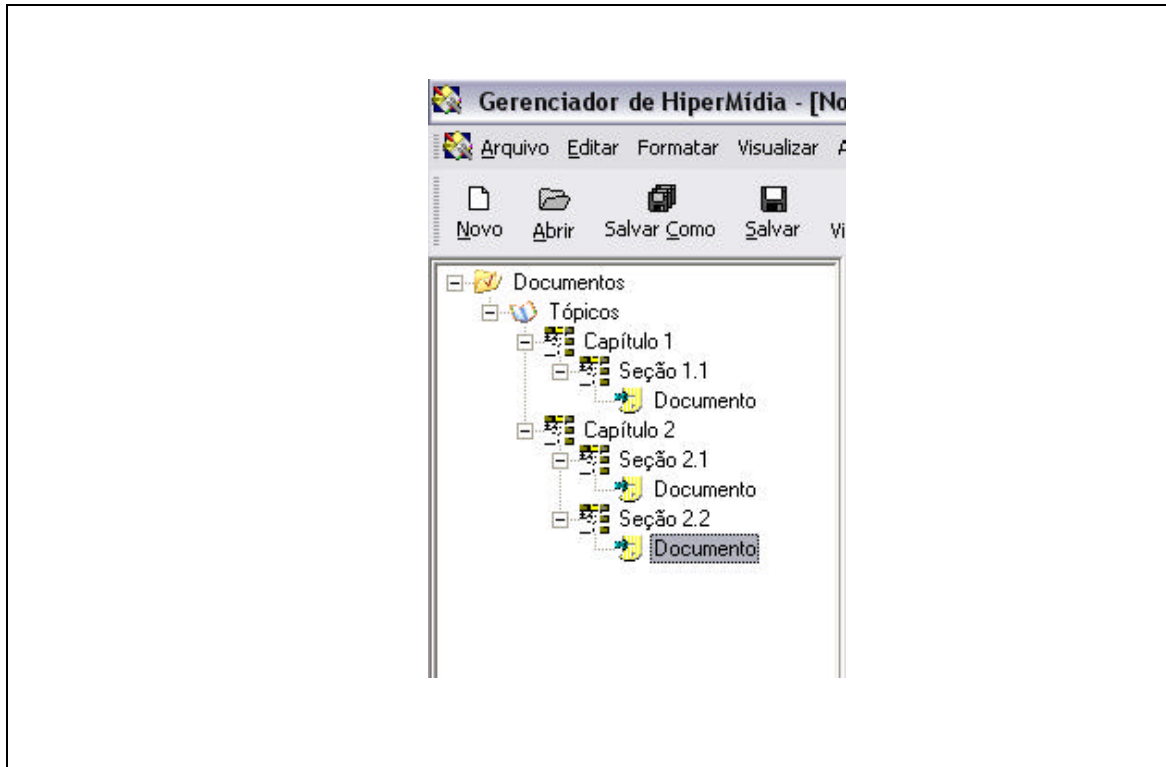 Gerenciador de HiperMídia - [No
Arquivo Editar Formatar Visualizar A
Novo Abrir Salvar Como Salvar Vi
Documentos
Tópicos
Capítulo 1
Seção 1.1
Documento
Capítulo 2
Seção 2.1
Documento
Seção 2.2
Documento